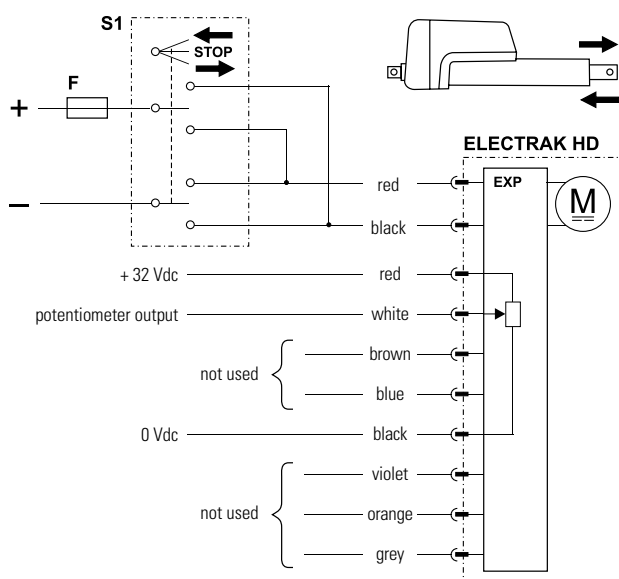 S1
STOP
F
+
−
ELECTRAK HD
red
EXP
M
black
+ 32 Vdc
red
potentiometer output
white
brown
not used
blue
0 Vdc
black
violet
not used
orange
grey